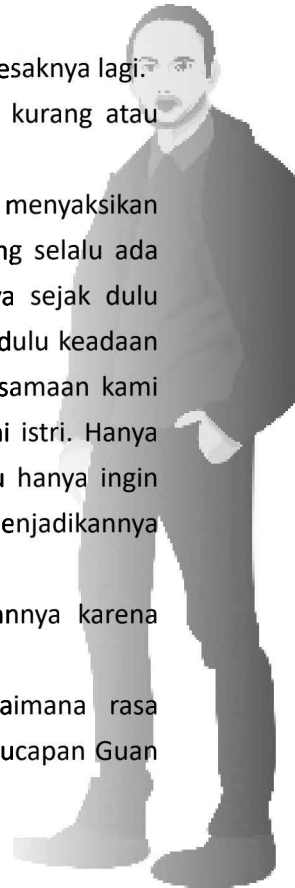 esaknya lagi.
kurang atau
menyaksikan
ng selalu ada
a sejak dulu
dulu keadaan
samaan kami
i istri. Hanya
u hanya ingin
enjadikannya
annya karena
aimana rasa
ucapan Guan